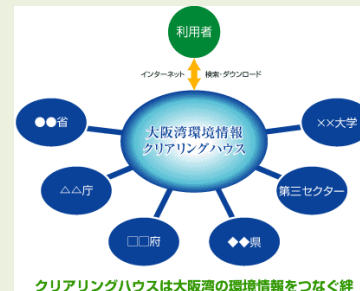 利用者
インターネット 検索・ダウンロード
●●省
大阪湾環境情報
クリアリングハウス
××大学
△△庁
第三セクター
□□府
◆◆県
クリアリングハウスは大阪湾の環境情報をつなぐ絆